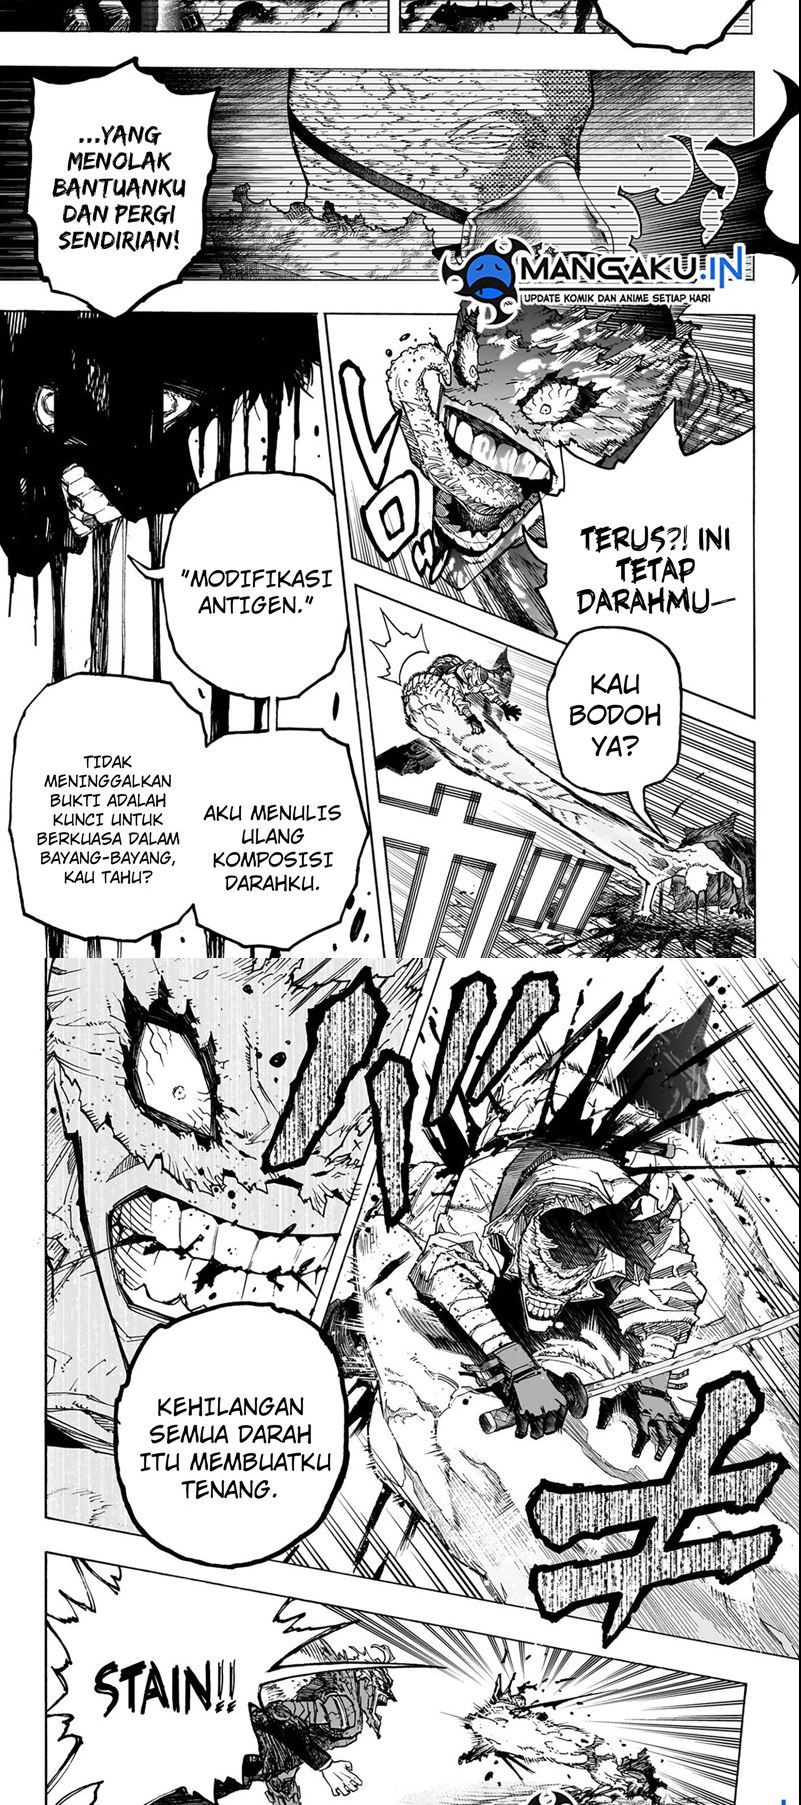 ...YANG
MENOLAK
BANTUANKU
DAN PERGI
SENDIRIAN!
MANGAKU.IN
UPDATE KOMIK DAN ANIME SETIAP HARI
TERUS?! INI
TETAP
DARAHMU—
"MODIFIKASI
ANTIGEN."
KAU
BODOH
YA?
AKU MENULIS
ULANG
KOMPOSISI
DARAHKU.
TIDAK
MENINGGALKAN
BUKTI ADALAH
KUNCI UNTUK
BERKUASA DALAM
BAYANG-BAYANG,
KAU TAHU?
KEHILANGAN
SEMUA DARAH
ITU MEMBUATKU
TENANG.
STAIN!!